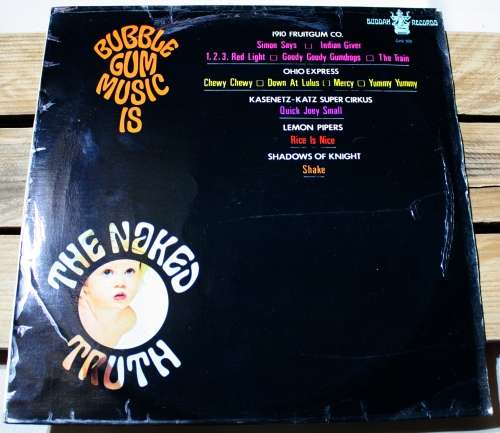 BUBBLE
GUM
MUSIC
IS
THE NAKED
TRUTH
BUDDAH RECORDS
1910 FRUITGUM CO.
Simon Says □ Indian Giver
1, 2, 3, Red Light □ Goody Goody Gumdrops □ The Train
OHIO EXPRESS
Chewy Chewy □ Down At Lulus □ Mercy □ Yummy Yummy
KASENETZ-KATZ SUPER CIRKUS
Quick Joey Small
LEMON PIPERS
Rice Is Nice
SHADOWS OF KNIGHT
Shake